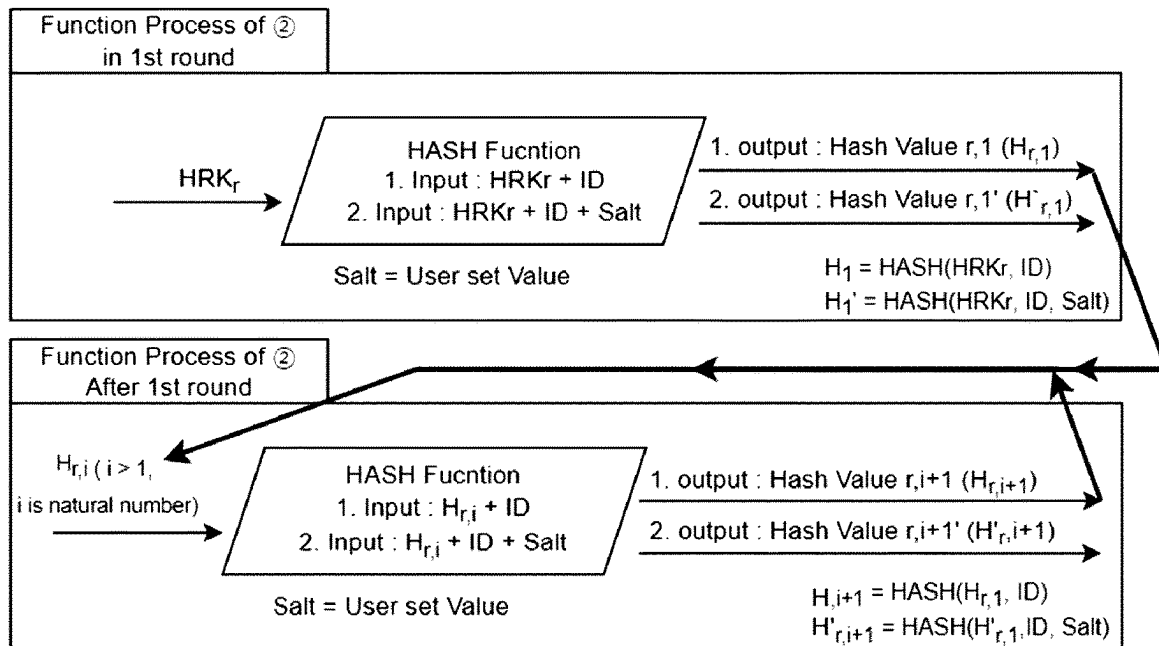 Function Process of ②
in 1st round
HRKr
HASH Fucntion
1. Input : HRKr + ID
2. Input : HRKr + ID + Salt
Salt = User set Value
1. output : Hash Value r,1 (Hr,1)
2. output : Hash Value r,1' (H`r,1)
H1 = HASH(HRKr, ID)
H1' = HASH(HRKr, ID, Salt)
Function Process of ②
After 1st round
Hr,i ( i > 1,
i is natural number)
HASH Fucntion
1. Input : Hr,i + ID
2. Input : Hr,i + ID + Salt
Salt = User set Value
1. output : Hash Value r,i+1 (Hr,i+1)
2. output : Hash Value r,i+1' (H'r,i+1)
H,i+1 = HASH(Hr,1, ID)
H'r,i+1 = HASH(H'r,1,ID, Salt)